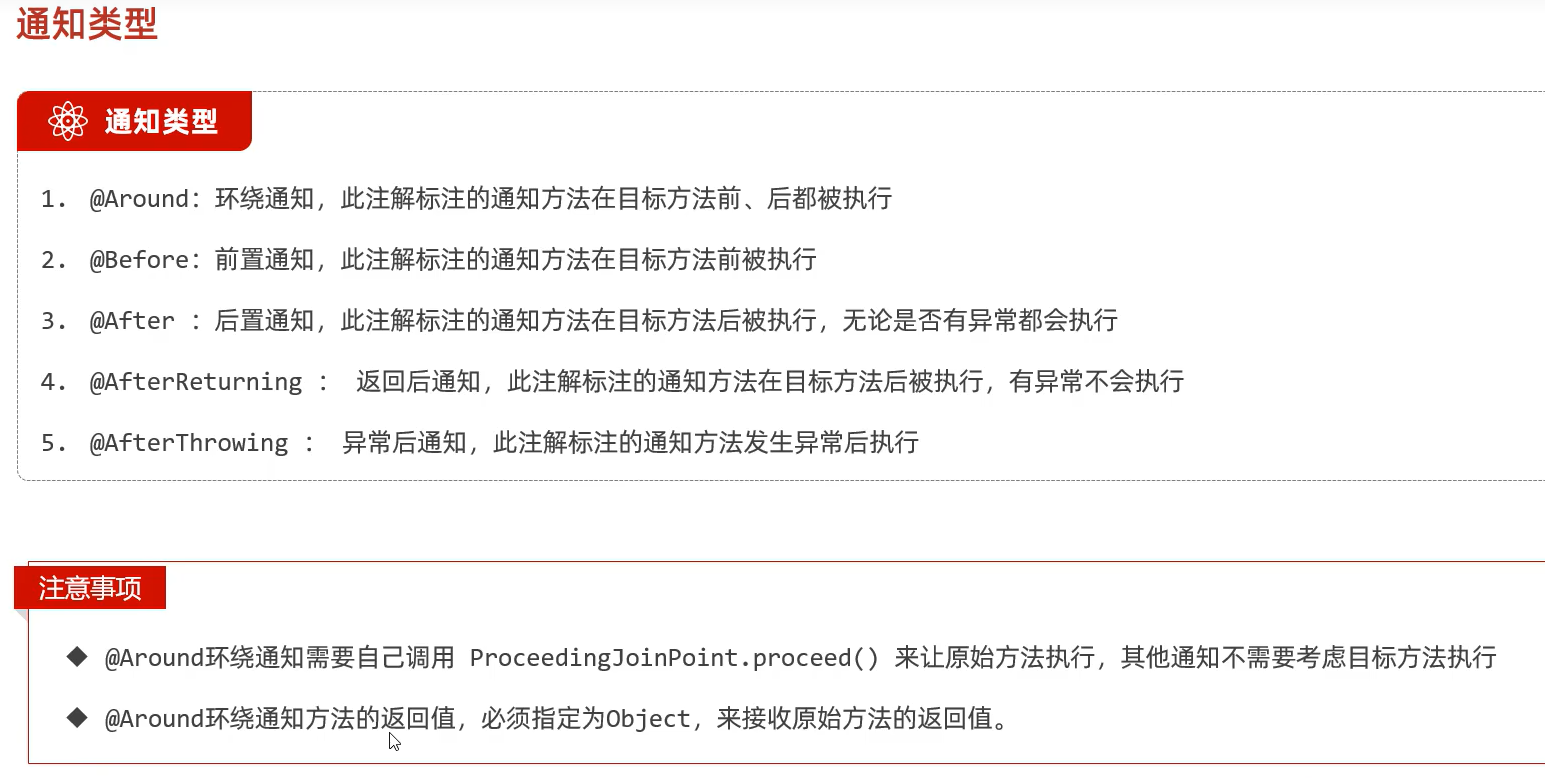 通知类型
通知类型
1. @Around：环绕通知，此注解标注的通知方法在目标方法前、后都被执行
2. @Before：前置通知，此注解标注的通知方法在目标方法前被执行
3. @After ：后置通知，此注解标注的通知方法在目标方法后被执行，无论是否有异常都会执行
4. @AfterReturning ： 返回后通知，此注解标注的通知方法在目标方法后被执行，有异常不会执行
5. @AfterThrowing ： 异常后通知，此注解标注的通知方法发生异常后执行
注意事项
◆ @Around环绕通知需要自己调用 ProceedingJoinPoint.proceed() 来让原始方法执行，其他通知不需要考虑目标方法执行
◆ @Around环绕通知方法的返回值，必须指定为Object，来接收原始方法的返回值。